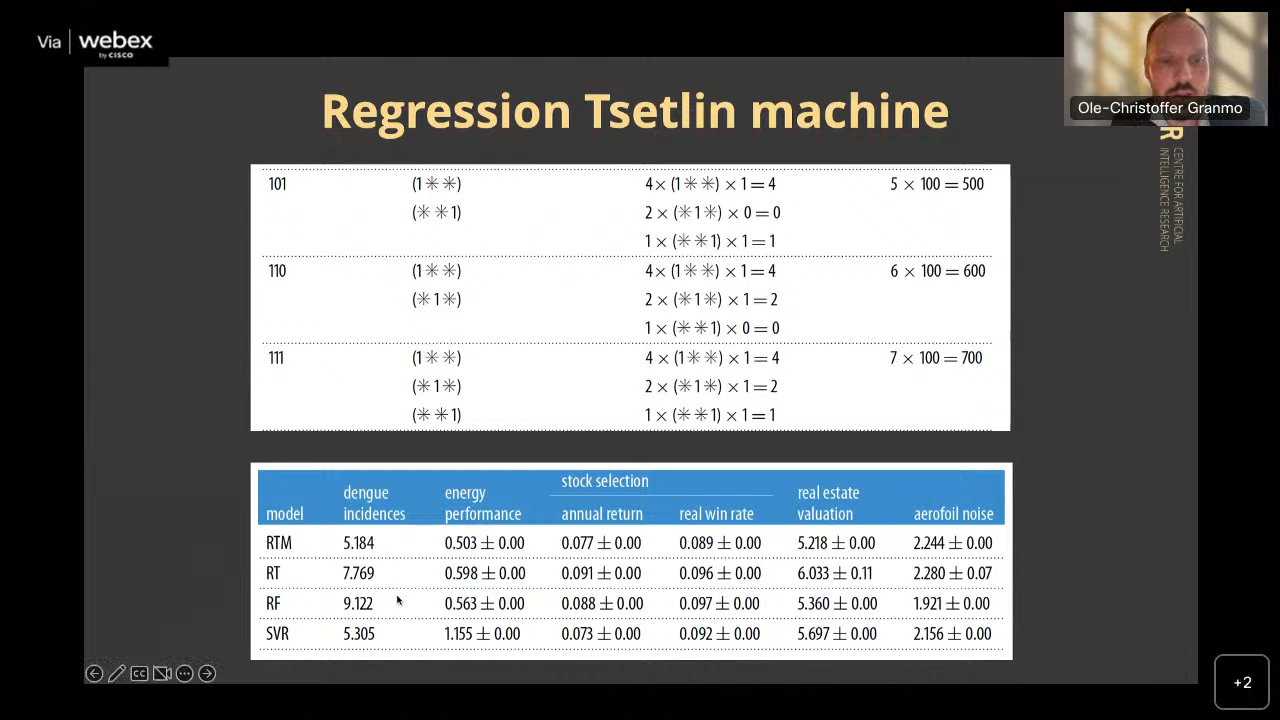 Via webex
by CISCO
Ole-Christoffer Granmo
Regression Tsetlin machine
R
CENTRE FOR ARTIFICIAL
INTELLIGENCE RESEARCH
101 (1✳✳) 4× (1✳✳) × 1 = 4 5 × 100 = 500
(✳✳1) 2 × (✳1✳) × 0 = 0
1 × (✳✳1) × 1 = 1
110 (1✳✳) 4× (1✳✳) × 1 = 4 6 × 100 = 600
(✳1✳) 2 × (✳1✳) × 1 = 2
1 × (✳✳1) × 0 = 0
111 (1✳✳) 4 × (1✳✳) × 1 = 4 7 × 100 = 700
(✳1✳) 2 × (✳1✳) × 1 = 2
(✳✳1) 1 × (✳✳1) × 1 = 1
stock selection
dengue energy real estate
model incidences performance annual return real win rate valuation aerofoil noise
RTM 5.184 0.503 ± 0.00 0.077 ± 0.00 0.089 ± 0.00 5.218 ± 0.00 2.244 ± 0.00
RT 7.769 0.598 ± 0.00 0.091 ± 0.00 0.096 ± 0.00 6.033 ± 0.11 2.280 ± 0.07
RF 9.122 0.563 ± 0.00 0.088 ± 0.00 0.097 ± 0.00 5.360 ± 0.00 1.921 ± 0.00
SVR 5.305 1.155 ± 0.00 0.073 ± 0.00 0.092 ± 0.00 5.697 ± 0.00 2.156 ± 0.00
CC
+2